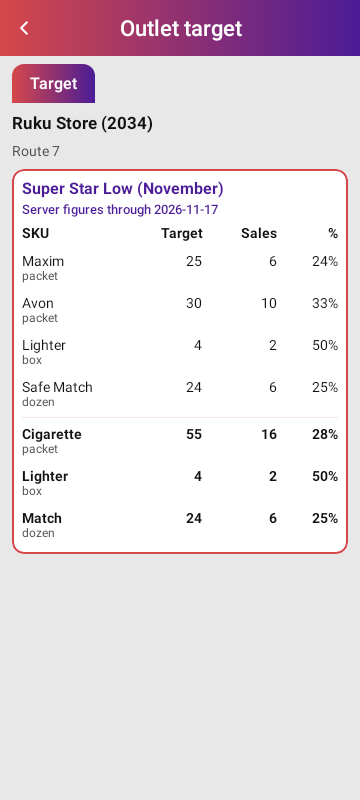 Outlet target
Target
Ruku Store (2034)
Route 7
Super Star Low (November)
Server figures through 2026-11-17
SKU Target Sales %
Maxim 25 6 24%
packet
Avon 30 10 33%
packet
Lighter 4 2 50%
box
Safe Match 24 6 25%
dozen
Cigarette 55 16 28%
packet
Lighter 4 2 50%
box
Match 24 6 25%
dozen